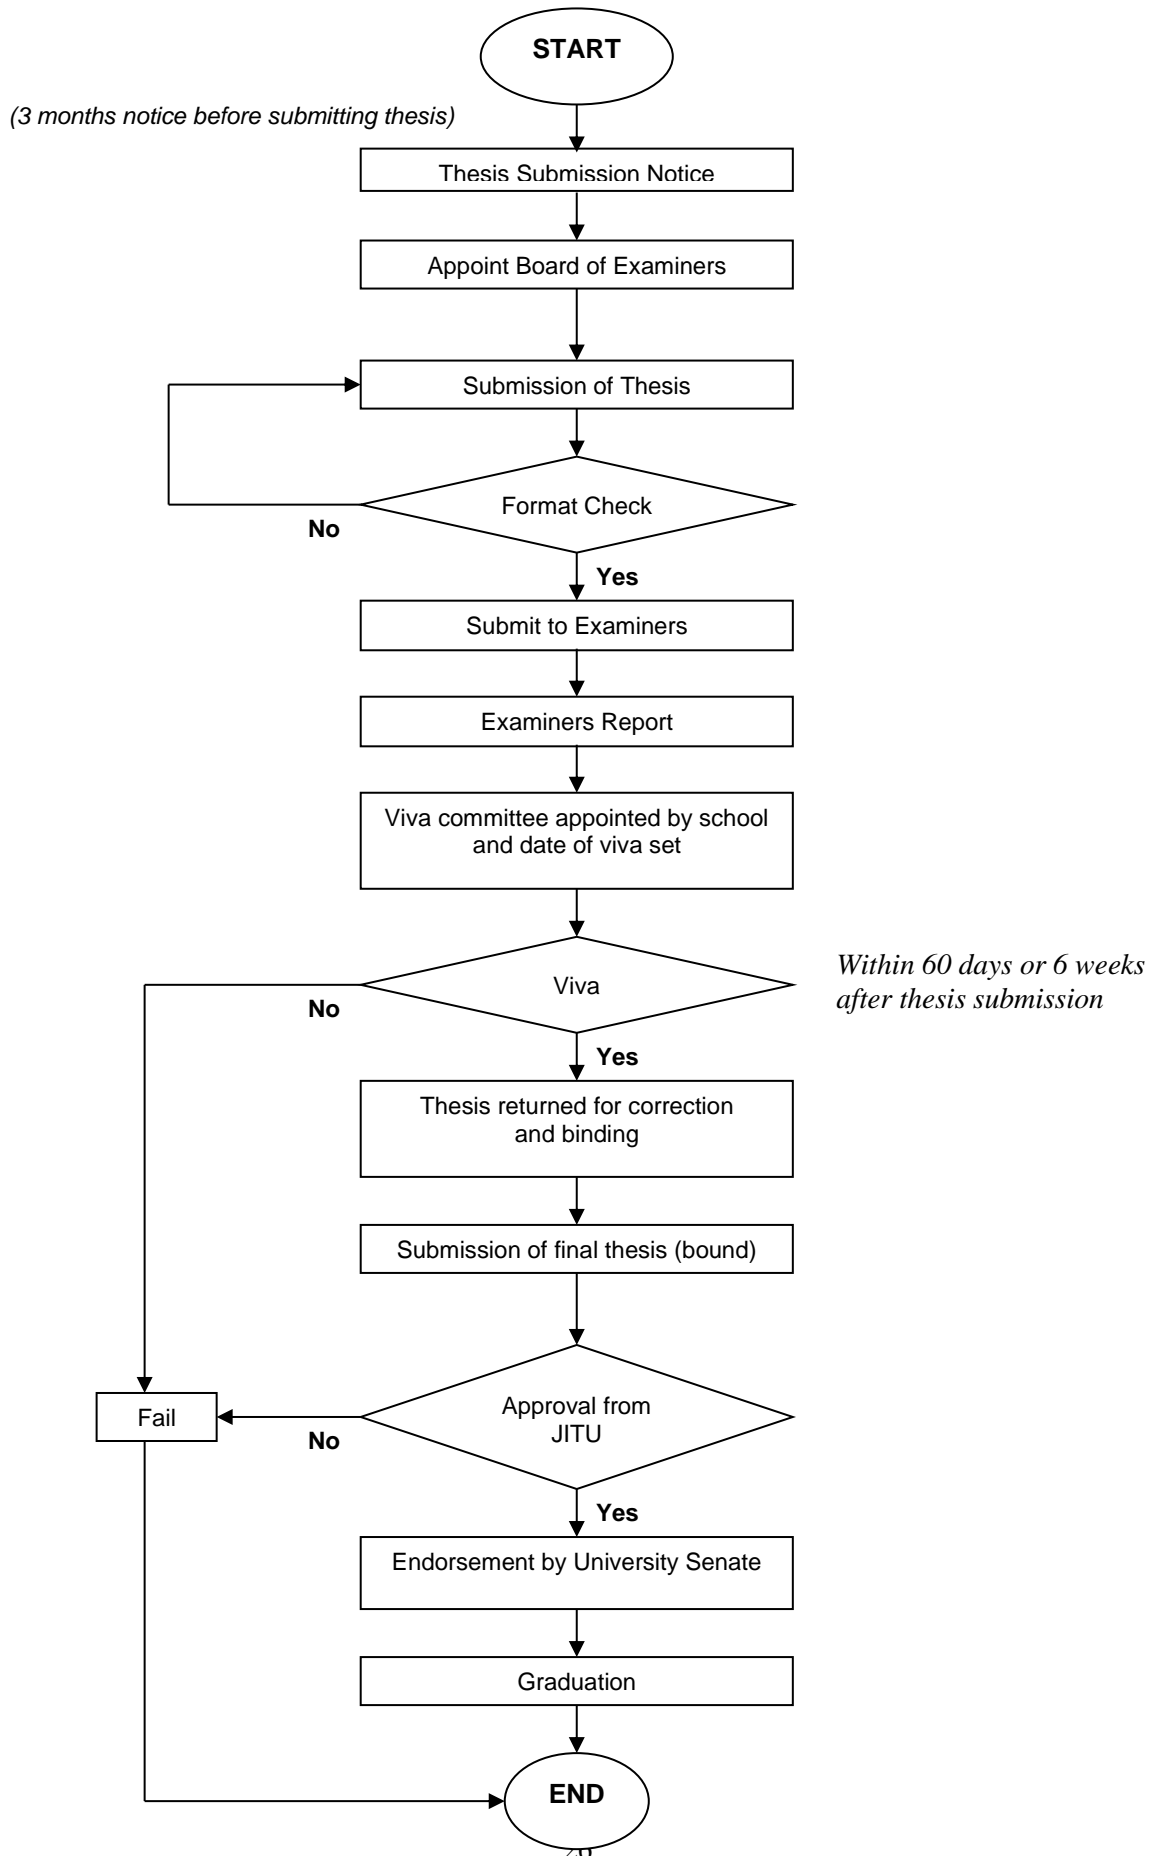 START
(3 months notice before submitting thesis)
Thesis Submission Notice
Appoint Board of Examiners
Submission of Thesis
Format Check
No
Yes
Submit to Examiners
Examiners Report
Viva committee appointed by school
and date of viva set
Viva
Within 60 days or 6 weeks
after thesis submission
No
Yes
Thesis returned for correction
and binding
Submission of final thesis (bound)
Approval from
JITU
Fail
No
Yes
Endorsement by University Senate
Graduation
END